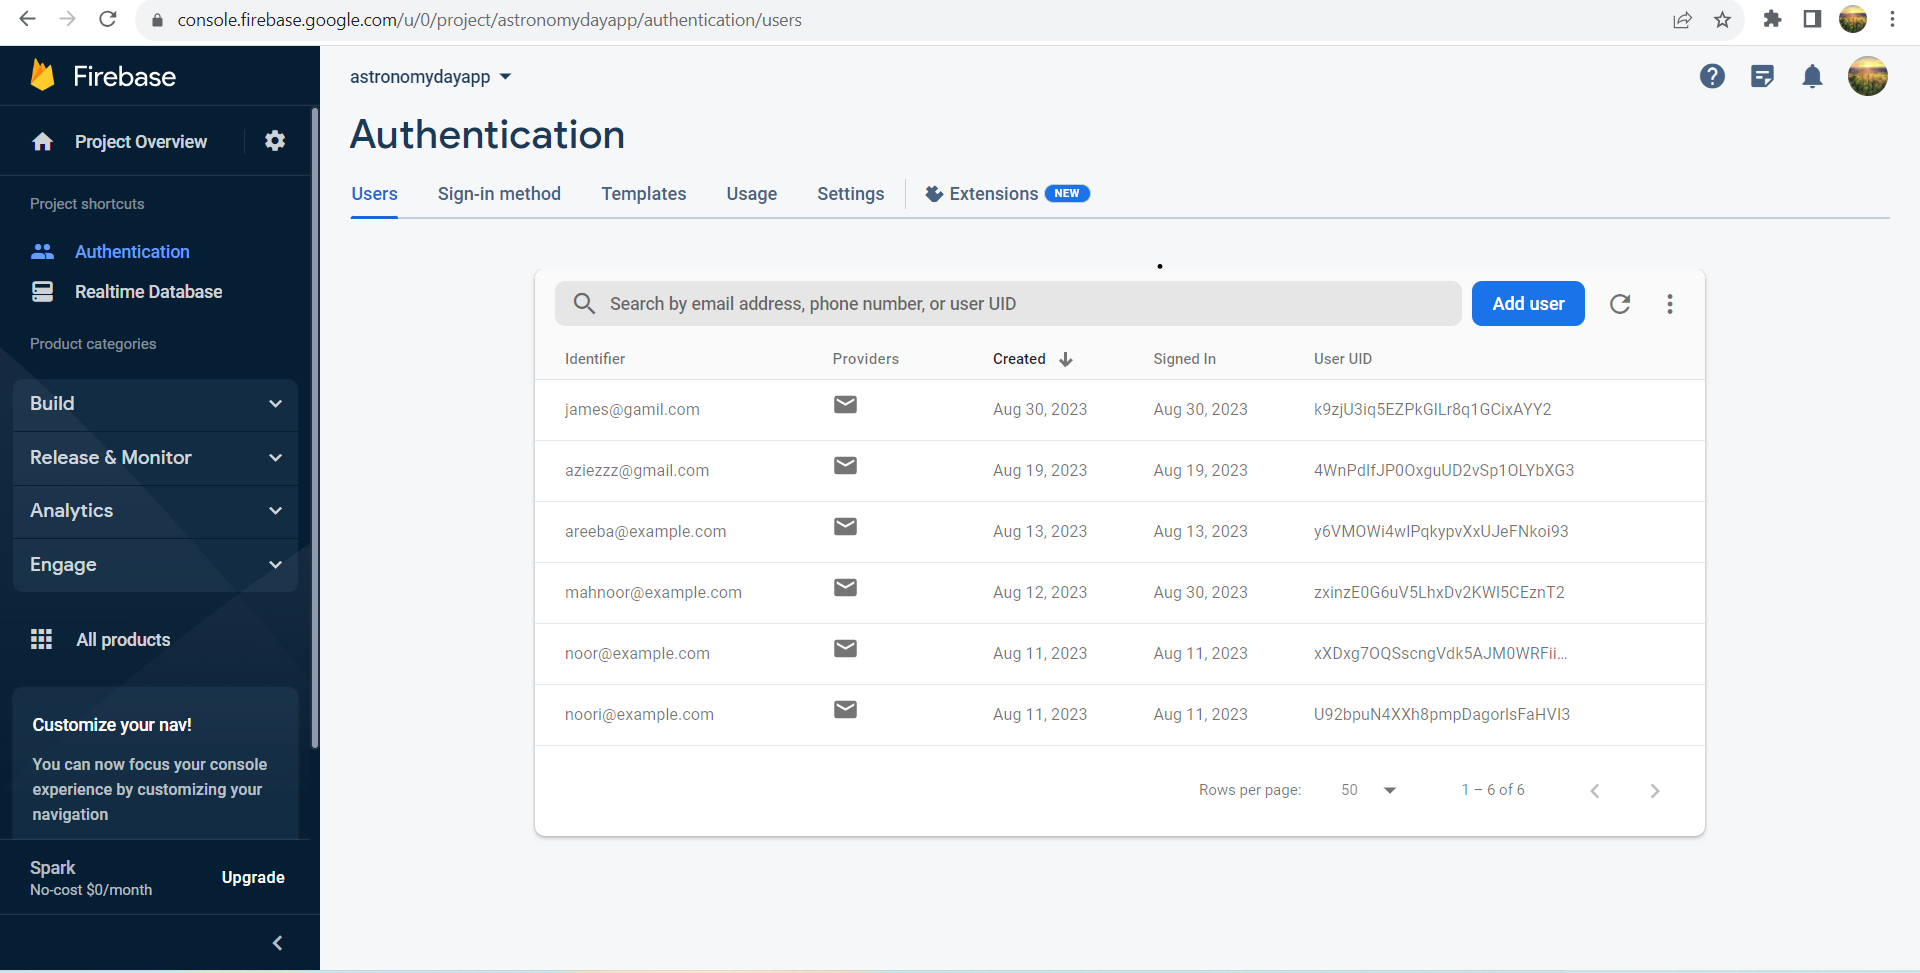 console.firebase.google.com/u/0/project/astronomydayapp/authentication/users
Firebase
astronomydayapp
Project Overview
Authentication
Users Sign-in method Templates Usage Settings Extensions NEW
Project shortcuts
Authentication
Realtime Database
Product categories
Build
Release & Monitor
Analytics
Engage
All products
Customize your nav!
You can now focus your console
experience by customizing your
navigation
Spark
No-cost $0/month
Upgrade
Search by email address, phone number, or user UID
Add user
Identifier Providers Created Signed In User UID
james@gamil.com Aug 30, 2023 Aug 30, 2023 k9zjU3iq5EZPkGlLr8q1GCixAYY2
aziezzz@gmail.com Aug 19, 2023 Aug 19, 2023 4WnPdIfJP0OxguUD2vSp1OLYbXG3
areeba@example.com Aug 13, 2023 Aug 13, 2023 y6VMOWi4wlPqkypvXxUJeFNkoi93
mahnoor@example.com Aug 12, 2023 Aug 30, 2023 zxinzE0G6uV5LhxDv2KWl5CEznT2
noor@example.com Aug 11, 2023 Aug 11, 2023 xXDxg7OQSscngVdk5AJM0WRFii...
noori@example.com Aug 11, 2023 Aug 11, 2023 U92bpuN4XXh8pmpDagorlsFaHVI3
Rows per page: 50 1 – 6 of 6